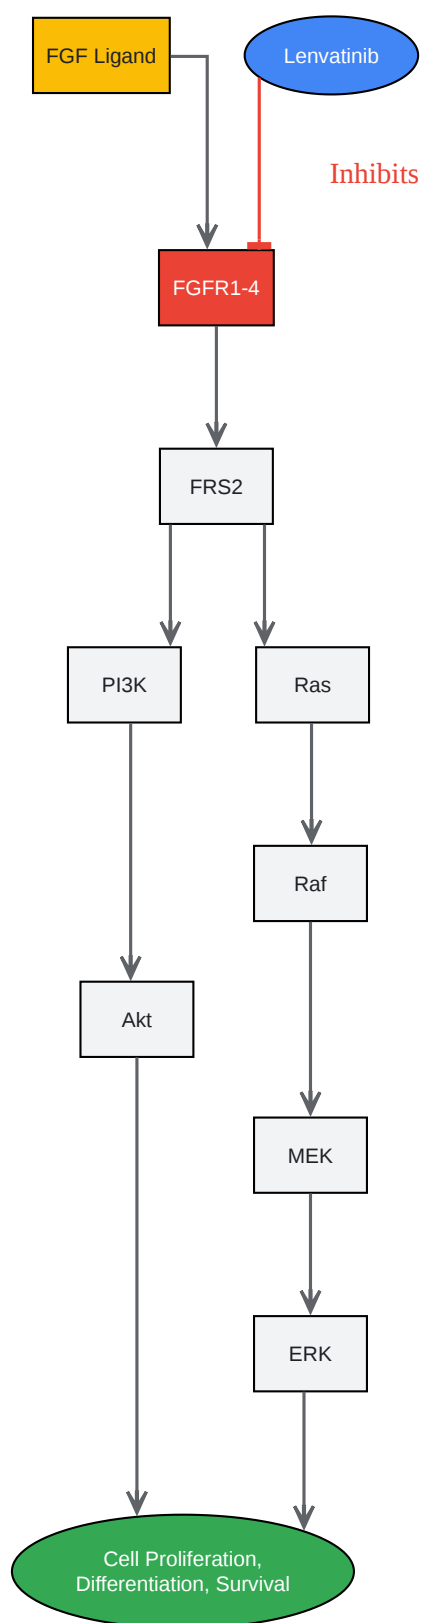 FGF Ligand
Lenvatinib
Inhibits
FGFR1-4
FRS2
PI3K
Ras
Raf
Akt
MEK
ERK
Cell Proliferation,
Differentiation, Survival